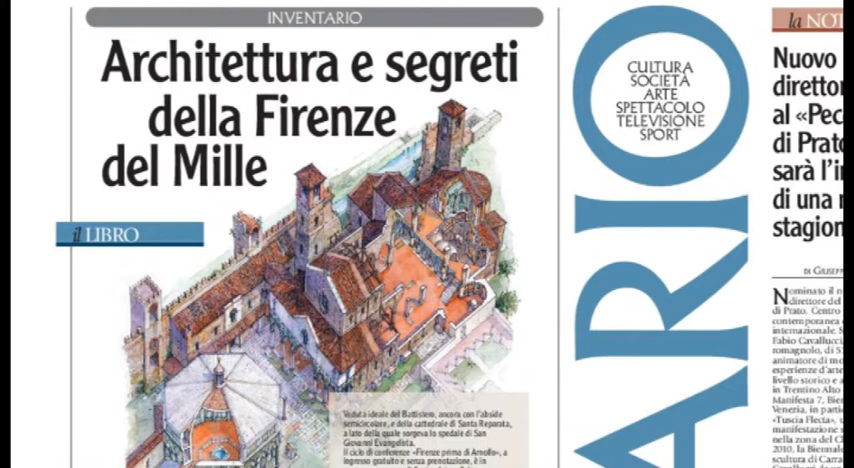 INVENTARIO
Architettura e segreti
della Firenze
del Mille
il LIBRO
Veduta ideale del Battistero, ancora con l'abside
semicircolare, e della cattedrale di Santa Reparata,
a lato della quale sorgeva lo spedale di San
Giovanni Evangelista.
Il ciclo di conferenze «Firenze prima di Arnolfo», a
ingresso gratuito e senza prenotazione, è in
ARIO
CULTURA
SOCIETÀ
ARTE
SPETTACOLO
TELEVISIONE
SPORT
la NOT
Nuovo
direttor
al «Pec
di Prato
sarà l'i
di una
stagion
DI GIUSEPP
Nominato il n
direttore del
di Prato. Centro
contemporanea
internazionale. S
Fabio Cavallucci,
romagnolo, di 5
animatore di mo
esperienze d'arte
livello storico e a
in Trentino Alto
Manifesta 7, Bien
Venezia, in partic
«Tuscia Flecta», u
manifestazione s
nella zona del Ch
2010, la Biennale
scultura di Carra